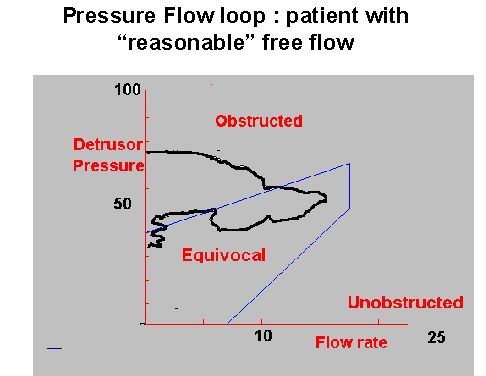 Pressure Flow loop : patient with
“reasonable” free flow
100
Obstructed
Detrusor
Pressure
50
Equivocal
Unobstructed
10
Flow rate
25